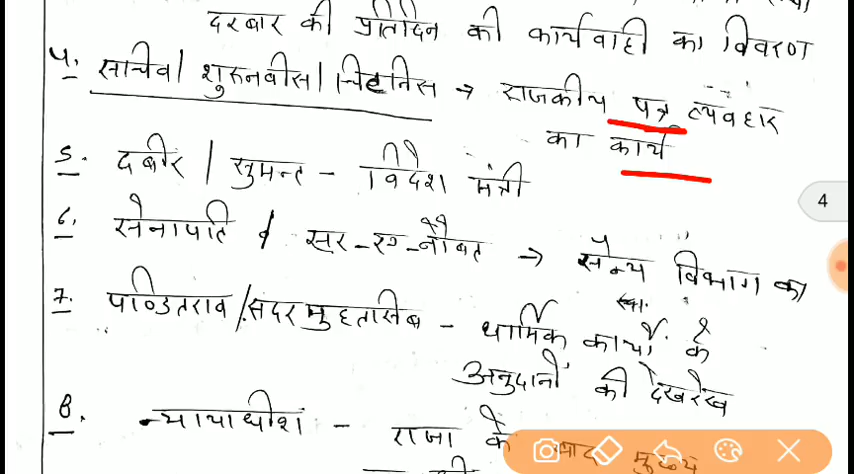 दरबार की प्रतिदिन की कार्यवाही का विवरण
4. सचिव/ शुरुनवीस/ चिटनिस → राजकीय पत्र व्यवहार
का कार्य
5. दबीर / सुमन्त - विदेश मंत्री
6. सेनापति / सर-ए-नौबत → सैन्य विभाग का
7. पण्डितराव/सदर मुहतासिब - धार्मिक कार्यों के
अनुदानों की देखरेख
8. न्यायाधीश - राजा के बाद मुख्य
4